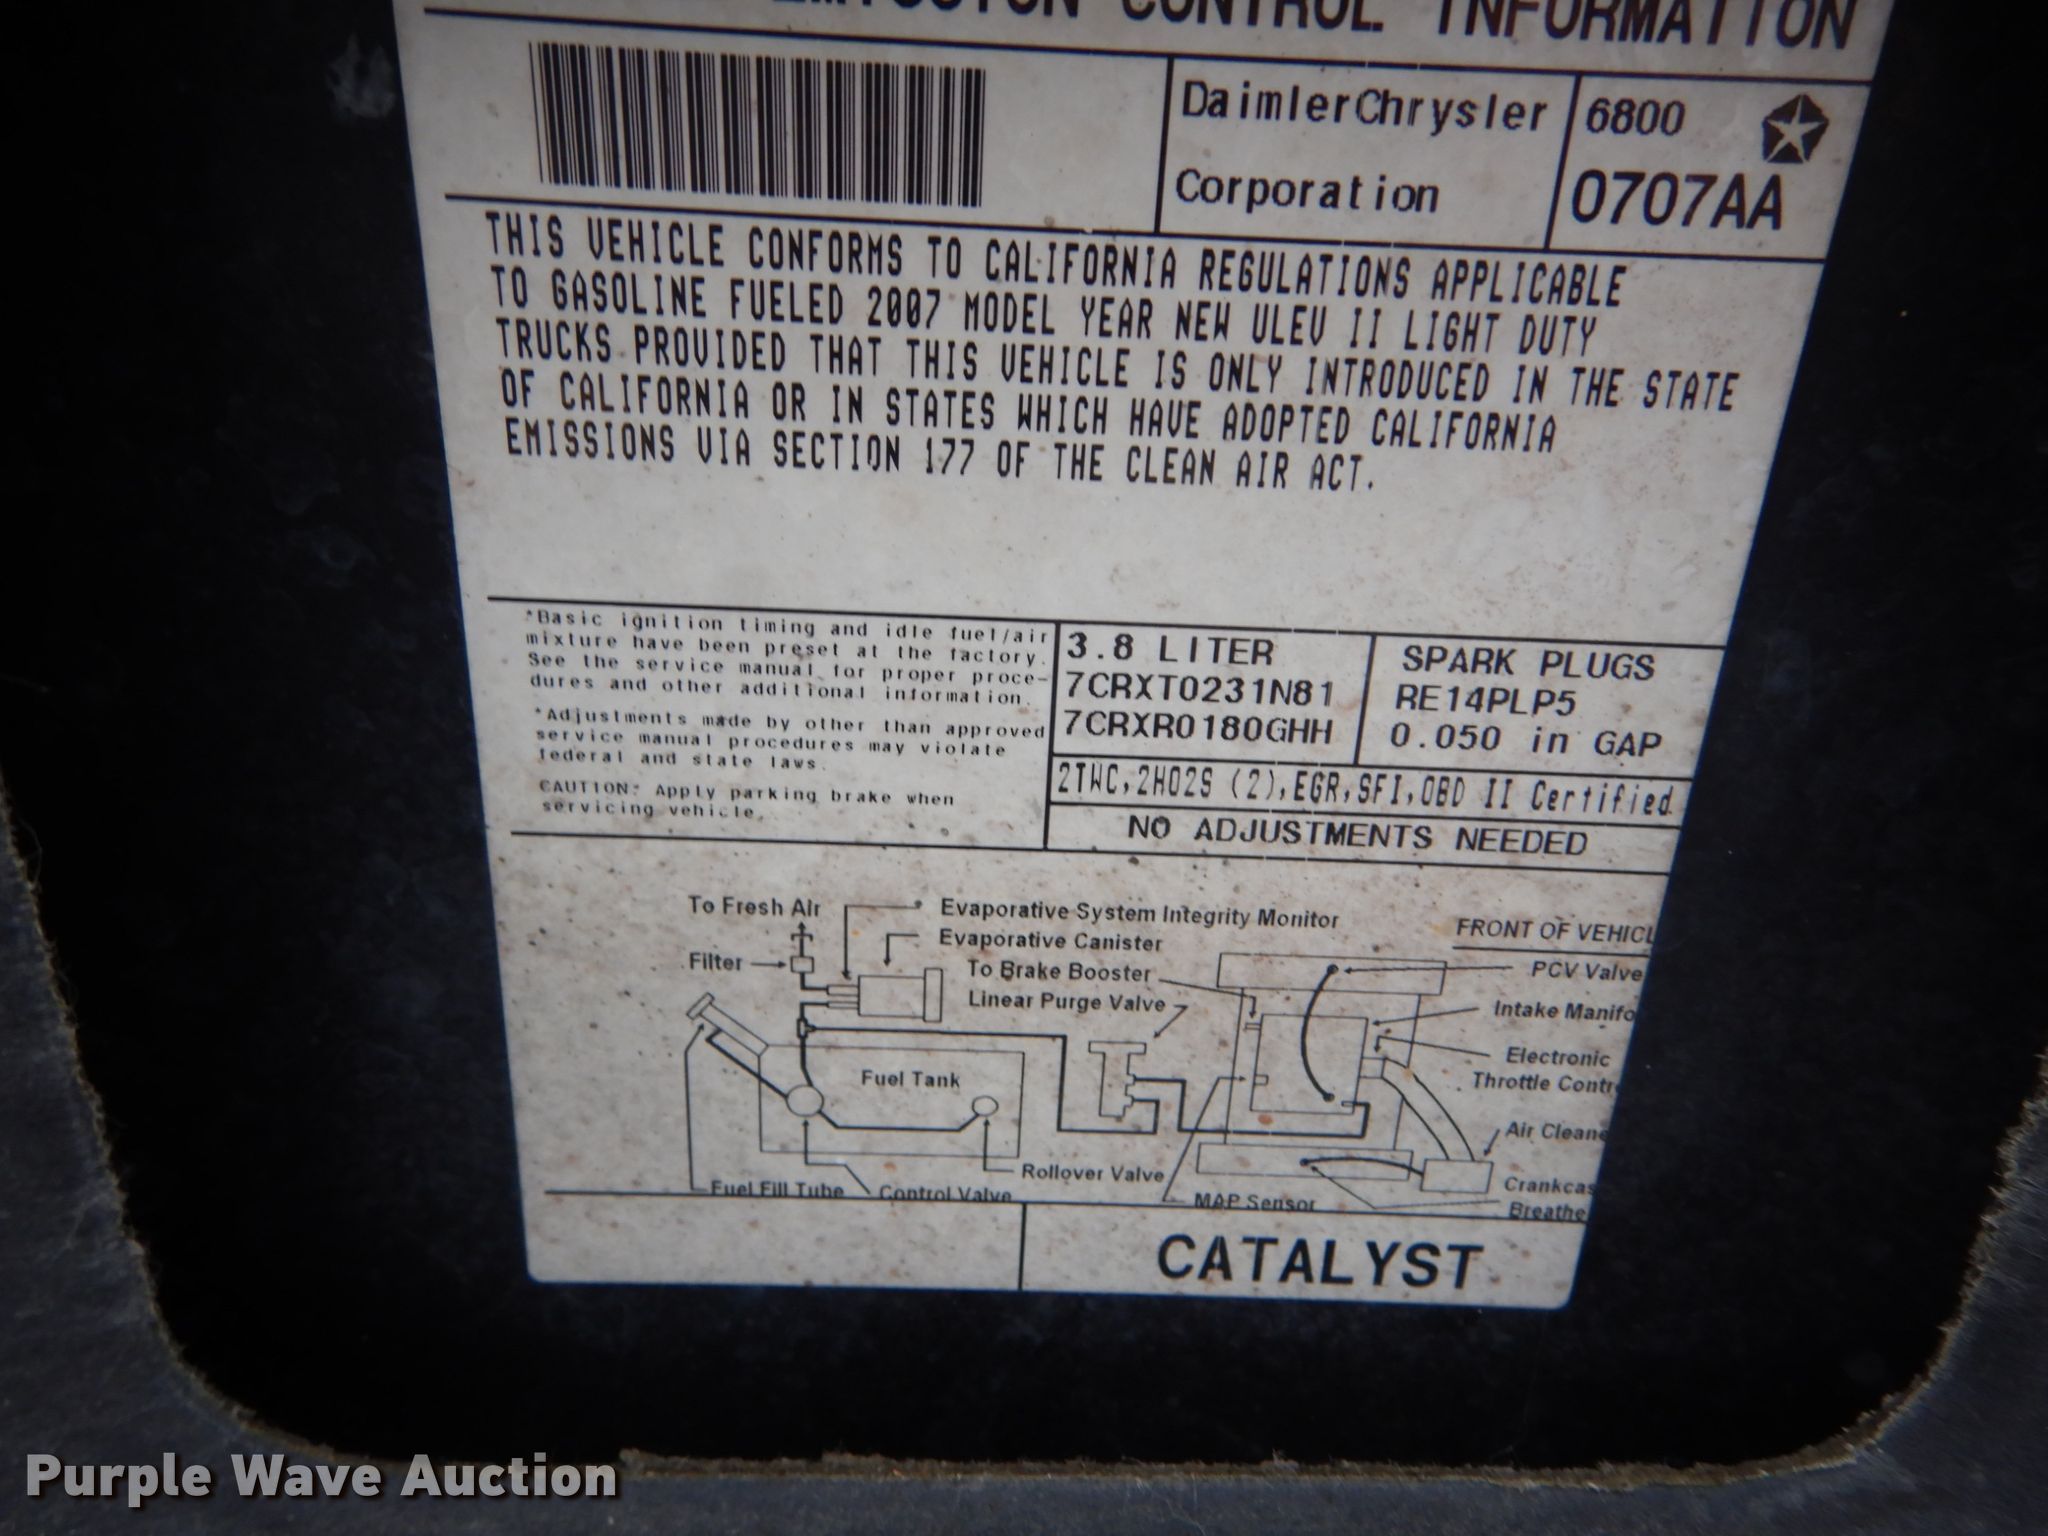 EMISSION CONTROL INFORMATION
DaimlerChrysler
Corporation
6800
0707AA
THIS VEHICLE CONFORMS TO CALIFORNIA REGULATIONS APPLICABLE
TO GASOLINE FUELED 2007 MODEL YEAR NEW ULEV II LIGHT DUTY
TRUCKS PROVIDED THAT THIS VEHICLE IS ONLY INTRODUCED IN THE STATE
OF CALIFORNIA OR IN STATES WHICH HAVE ADOPTED CALIFORNIA
EMISSIONS VIA SECTION 177 OF THE CLEAN AIR ACT.
*Basic ignition timing and idle fuel/air
mixture have been preset at the factory.
See the service manual for proper proce-
dures and other additional information.
*Adjustments made by other than approved
service manual procedures may violate
federal and state laws.
CAUTION: Apply parking brake when
servicing vehicle.
3.8 LITER
7CRXT0231N81
7CRXR0180GHH
SPARK PLUGS
RE14PLP5
0.050 in GAP
2TWC,2HO2S (2),EGR,SFI,OBD II Certified
NO ADJUSTMENTS NEEDED
To Fresh Air
Evaporative System Integrity Monitor
FRONT OF VEHICL
Evaporative Canister
Filter
To Brake Booster
PCV Valve
Linear Purge Valve
Intake Manifo
Electronic
Throttle Contr
Fuel Tank
Air Cleane
Rollover Valve
Fuel Fill Tube
Control Valve
MAP Sensor
Crankcas
Breathe
CATALYST
Purple Wave Auction